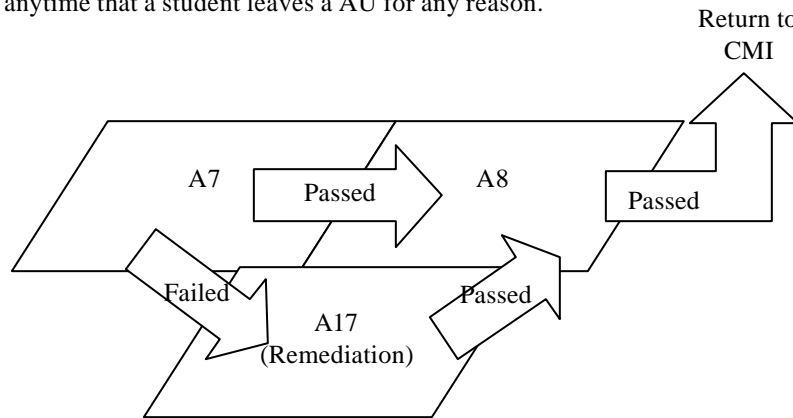 anytime that a student leaves a AU for any reason.
Return to
CMI
A7
Passed
A8
Passed
Failed
Passed
A17
(Remediation)